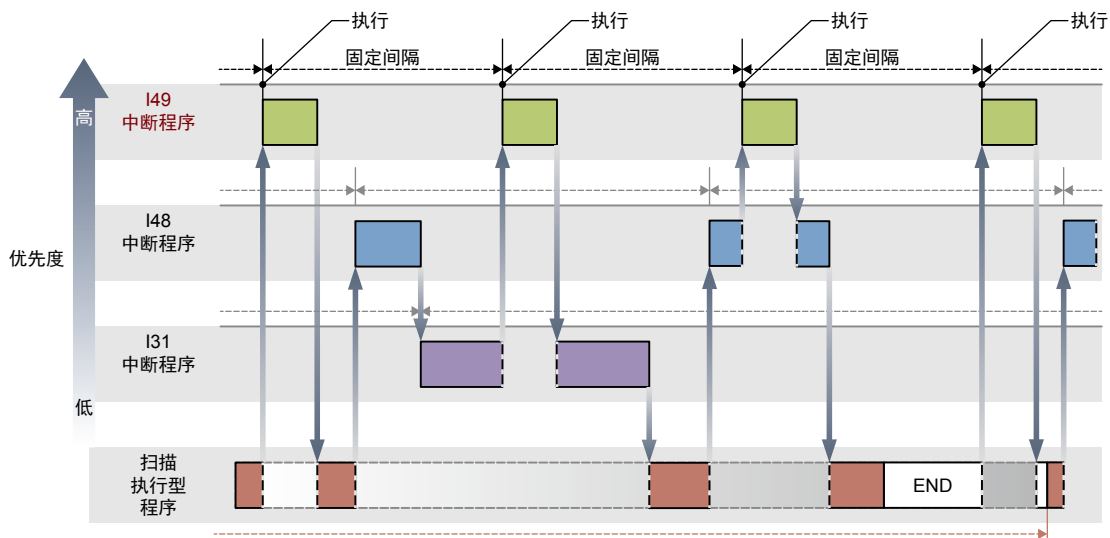 执行
执行
执行
执行
固定间隔
固定间隔
固定间隔
高
I49
中断程序
I48
中断程序
优先度
I31
中断程序
低
扫描
执行型
程序
END